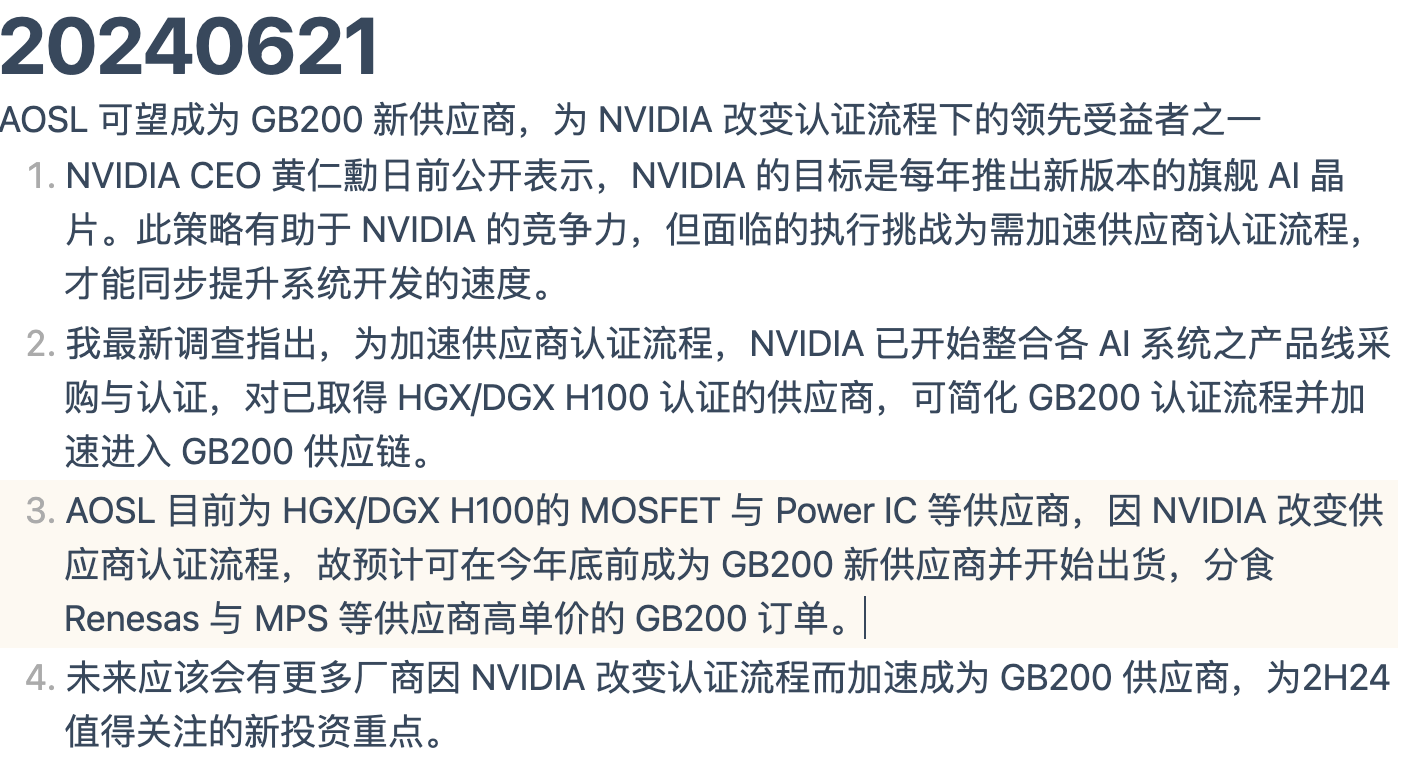 20240621
AOSL 可望成为 GB200 新供应商，为 NVIDIA 改变认证流程下的领先受益者之一
1. NVIDIA CEO 黄仁勳日前公开表示，NVIDIA 的目标是每年推出新版本的旗舰 AI 晶
片。此策略有助于 NVIDIA 的竞争力，但面临的执行挑战为需加速供应商认证流程，
才能同步提升系统开发的速度。
2. 我最新调查指出，为加速供应商认证流程，NVIDIA 已开始整合各 AI 系统之产品线采
购与认证，对已取得 HGX/DGX H100 认证的供应商，可简化 GB200 认证流程并加
速进入 GB200 供应链。
3. AOSL 目前为 HGX/DGX H100的 MOSFET 与 Power IC 等供应商，因 NVIDIA 改变供
应商认证流程，故预计可在今年底前成为 GB200 新供应商并开始出货，分食
Renesas 与 MPS 等供应商高单价的 GB200 订单。
4. 未来应该会有更多厂商因 NVIDIA 改变认证流程而加速成为 GB200 供应商，为2H24
值得关注的新投资重点。